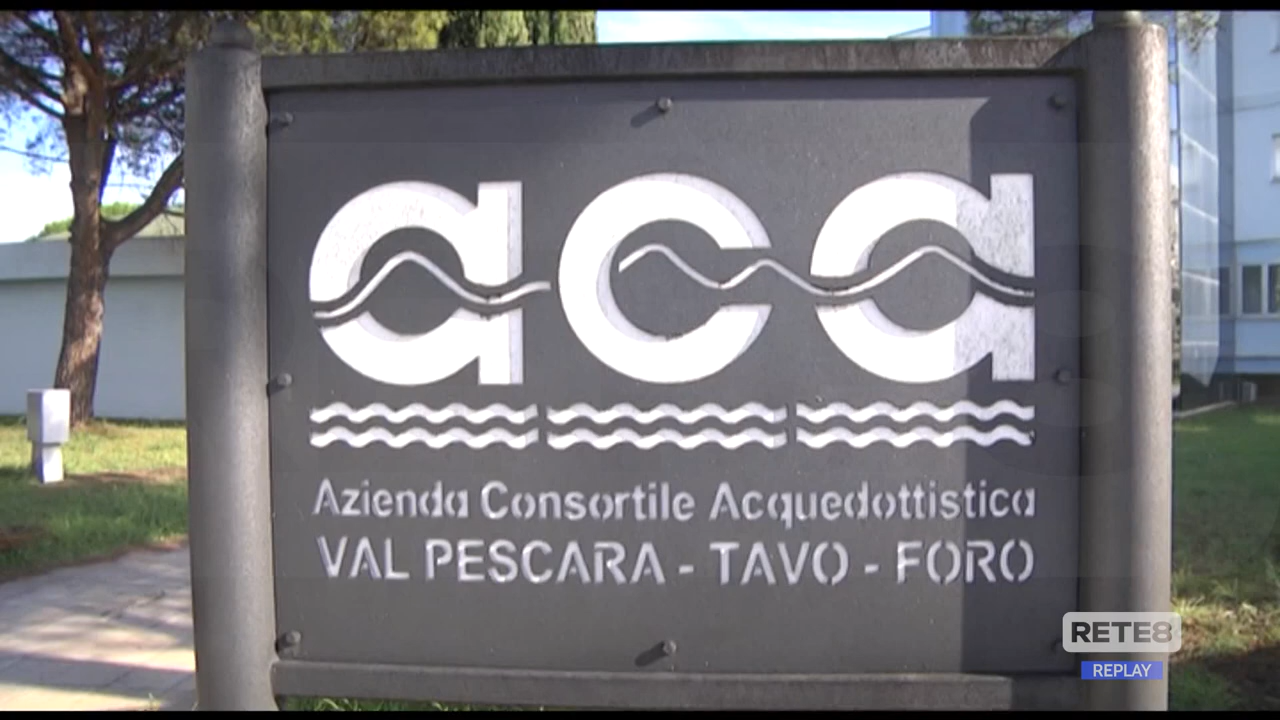 aca
Azienda Consortile Acquedottistica
VAL PESCARA - TAVO - FORO
RETE8
REPLAY